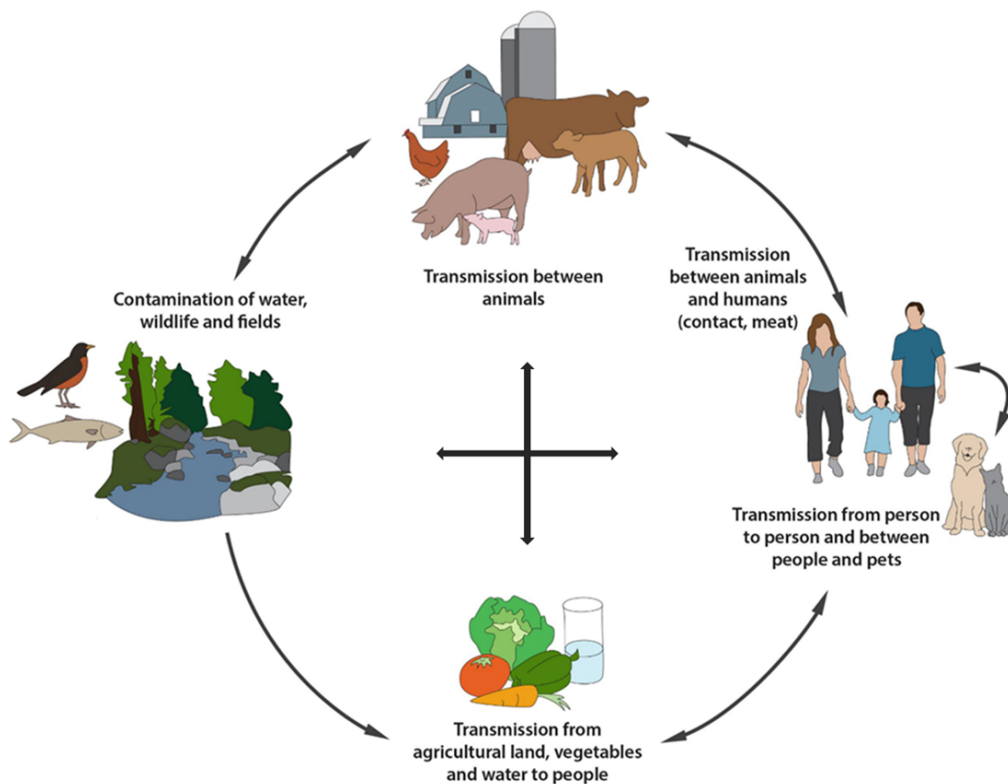 Transmission between
animals
Transmission
between animals
and humans
(contact, meat)
Contamination of water,
wildlife and fields
Transmission from person
to person and between
people and pets
Transmission from
agricultural land, vegetables
and water to people